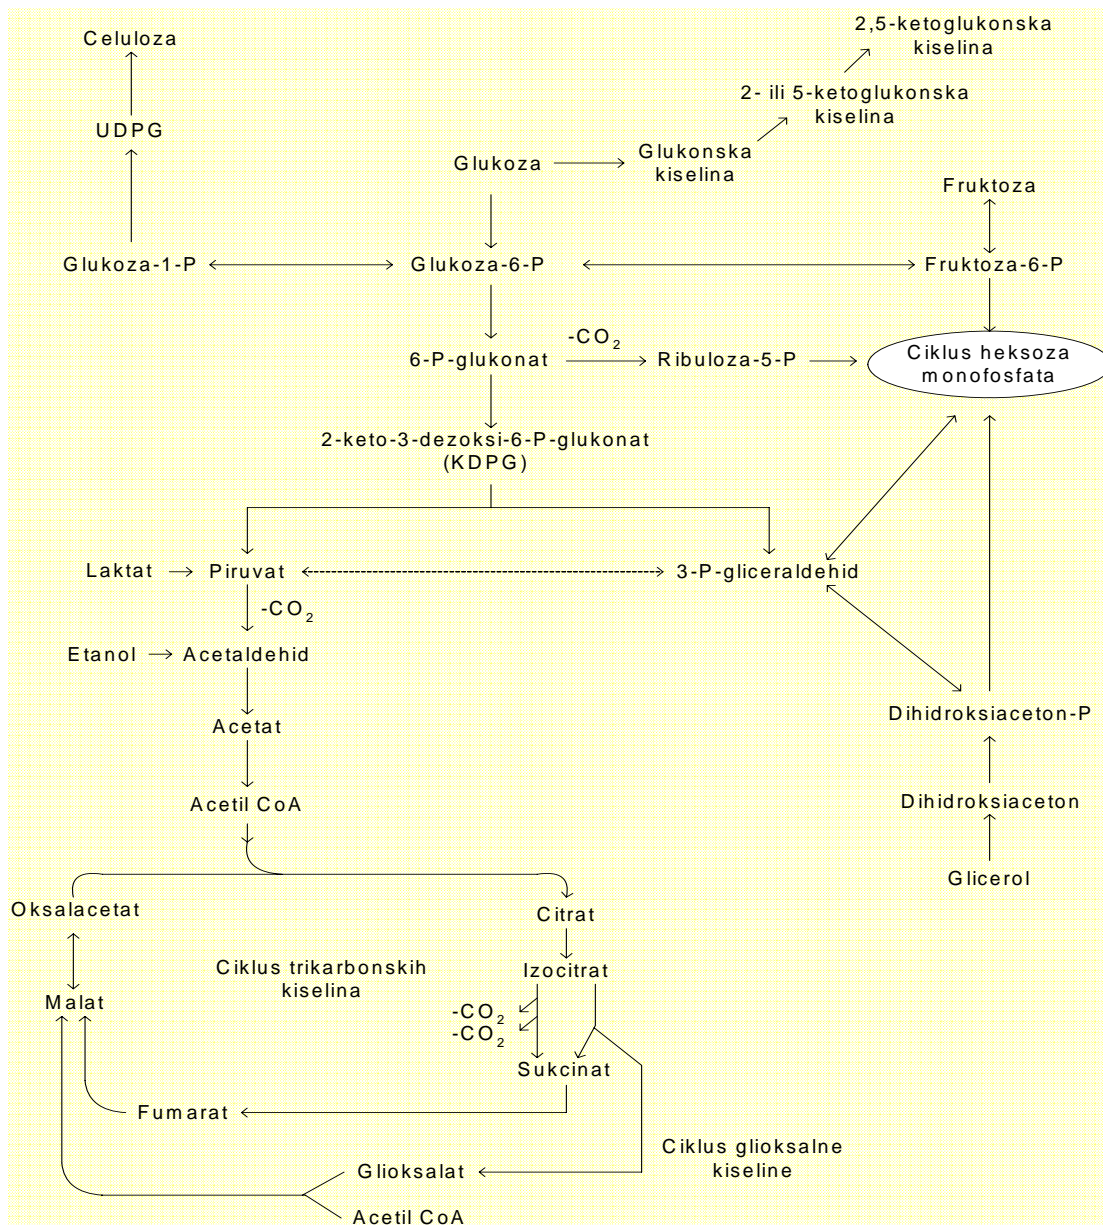 2,5-ketoglukonska
kiselina
Celuloza
2- ili 5-ketoglukonska
kiselina
UDPG
Glukoza
Glukonska
kiselina
Fruktoza
Glukoza-1-P
Glukoza-6-P
Fruktoza-6-P
-CO2
6-P-glukonat
Ribuloza-5-P
Ciklus heksoza
monofosfata
2-keto-3-dezoksi-6-P-glukonat
(KDPG)
Laktat
Piruvat
3-P-gliceraldehid
-CO2
Etanol
Acetaldehid
Acetat
Dihidroksiaceton-P
Acetil CoA
Dihidroksiaceton
Glicerol
Oksalacetat
Citrat
Ciklus trikarbonskih
kiselina
Izocitrat
Malat
-CO2
-CO2
Sukcinat
Fumarat
Ciklus glioksalne
kiseline
Glioksalat
Acetil CoA